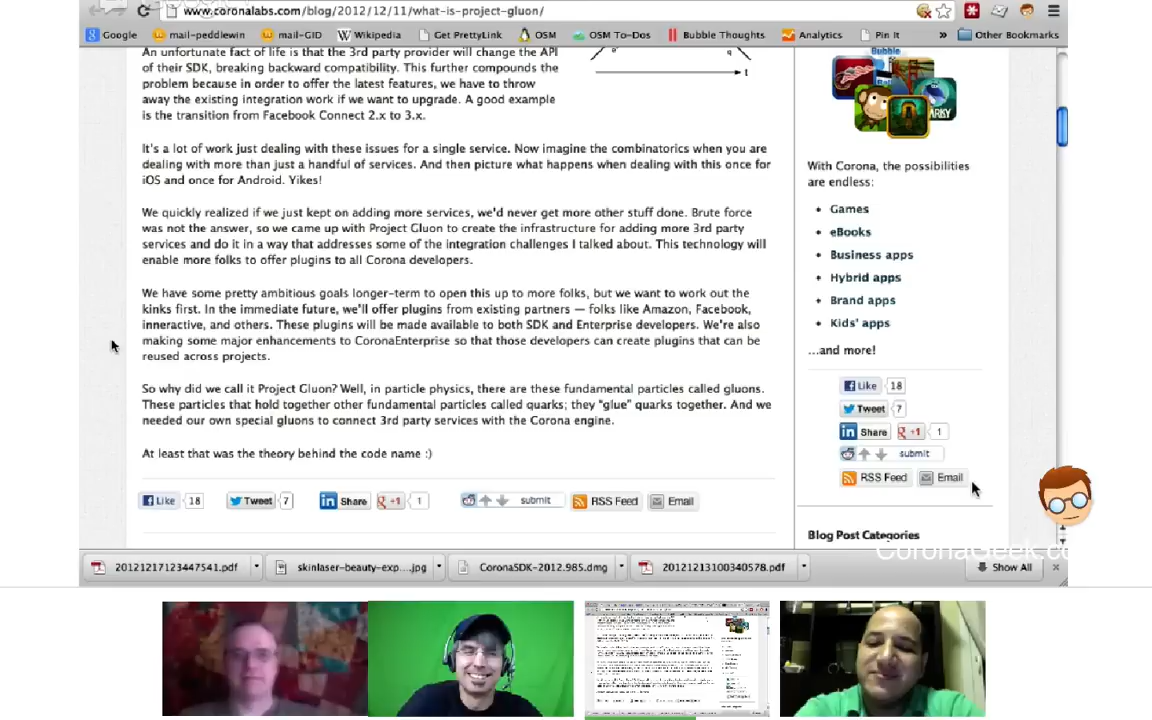 www.coronalabs.com/blog/2012/12/11/what-is-project-gluon/
Google
mail-peddlewin
mail-GID
Wikipedia
Get PrettyLink
OSM
OSM To-Dos
Bubble Thoughts
Analytics
Pin It
»
Other Bookmarks
An unfortunate fact of life is that the 3rd party provider will change the API
of their SDK, breaking backward compatibility. This further compounds the
problem because in order to offer the latest features, we have to throw
away the existing integration work if we want to upgrade. A good example
is the transition from Facebook Connect 2.x to 3.x.
t
It's a lot of work just dealing with these issues for a single service. Now imagine the combinatorics when you are
dealing with more than just a handful of services. And then picture what happens when dealing with this once for
iOS and once for Android. Yikes!
We quickly realized if we just kept on adding more services, we'd never get more other stuff done. Brute force
was not the answer, so we came up with Project Gluon to create the infrastructure for adding more 3rd party
services and do it in a way that addresses some of the integration challenges I talked about. This technology will
enable more folks to offer plugins to all Corona developers.
We have some pretty ambitious goals longer-term to open this up to more folks, but we want to work out the
kinks first. In the immediate future, we'll offer plugins from existing partners — folks like Amazon, Facebook,
inneractive, and others. These plugins will be made available to both SDK and Enterprise developers. We're also
making some major enhancements to CoronaEnterprise so that those developers can create plugins that can be
reused across projects.
So why did we call it Project Gluon? Well, in particle physics, there are these fundamental particles called gluons.
These particles that hold together other fundamental particles called quarks; they "glue" quarks together. And we
needed our own special gluons to connect 3rd party services with the Corona engine.
At least that was the theory behind the code name :)
Like 18
Tweet 7
Share
+1 1
submit
RSS Feed
Email
Bubble
With Corona, the possibilities
are endless:
• Games
• eBooks
• Business apps
• Hybrid apps
• Brand apps
• Kids' apps
...and more!
Like 18
Tweet 7
Share +1 1
submit
RSS Feed Email
Blog Post Categories
CoronaGeek.co
20121217123447541.pdf
skinlaser-beauty-exp....jpg
CoronaSDK-2012.985.dmg
20121213100340578.pdf
Show All